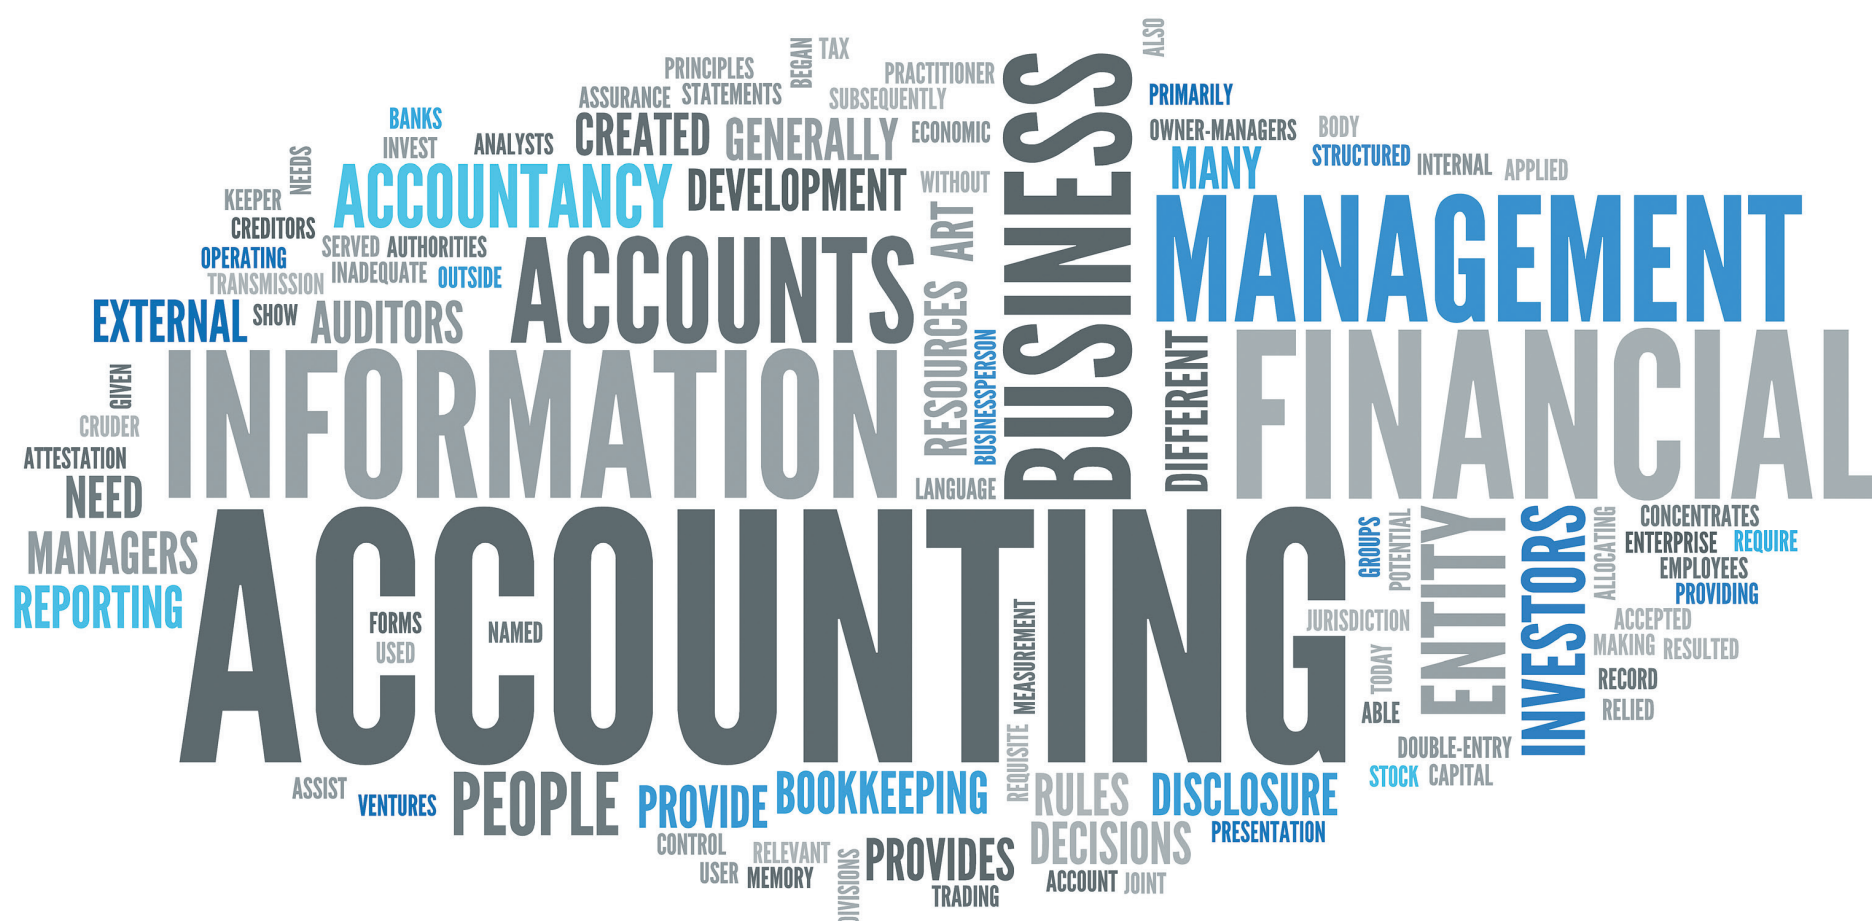 ALSO
BEGAN
TAX
PRINCIPLES
PRACTITIONER
ASSURANCE
STATEMENTS
SUBSEQUENTLY
PRIMARILY
BANKS
CREATED
GENERALLY
ECONOMIC
BUSINESS
OWNER-MANAGERS
BODY
INVEST
ANALYSTS
MANY
STRUCTURED
INTERNAL
APPLIED
NEEDS
ACCOUNTANCY
DEVELOPMENT
WITHOUT
KEEPER
CREDITORS
ART
MANAGEMENT
SERVED
AUTHORITIES
OPERATING
INADEQUATE
OUTSIDE
TRANSMISSION
ACCOUNTS
EXTERNAL
SHOW
AUDITORS
RESOURCES
BUSINESSPERSON
DIFFERENT
FINANCIAL
INFORMATION
GIVEN
CRUDER
ATTESTATION
NEED
LANGUAGE
MANAGERS
REPORTING
ACCOUNTING
FORMS
USED
NAMED
MEASUREMENT
GROUPS
POTENTIAL
ENTITY
INVESTORS
ALLOCATING
CONCENTRATES
ENTERPRISE
REQUIRE
EMPLOYEES
PROVIDING
JURISDICTION
ACCEPTED
MAKING
RESULTED
TODAY
RECORD
ABLE
RELIED
DOUBLE-ENTRY
STOCK
CAPITAL
ASSIST
VENTURES
PEOPLE
PROVIDE
BOOKKEEPING
REQUISITE
RULES
DISCLOSURE
CONTROL
RELEVANT
DECISIONS
PRESENTATION
USER
MEMORY
DIVISIONS
PROVIDES
TRADING
ACCOUNT
JOINT